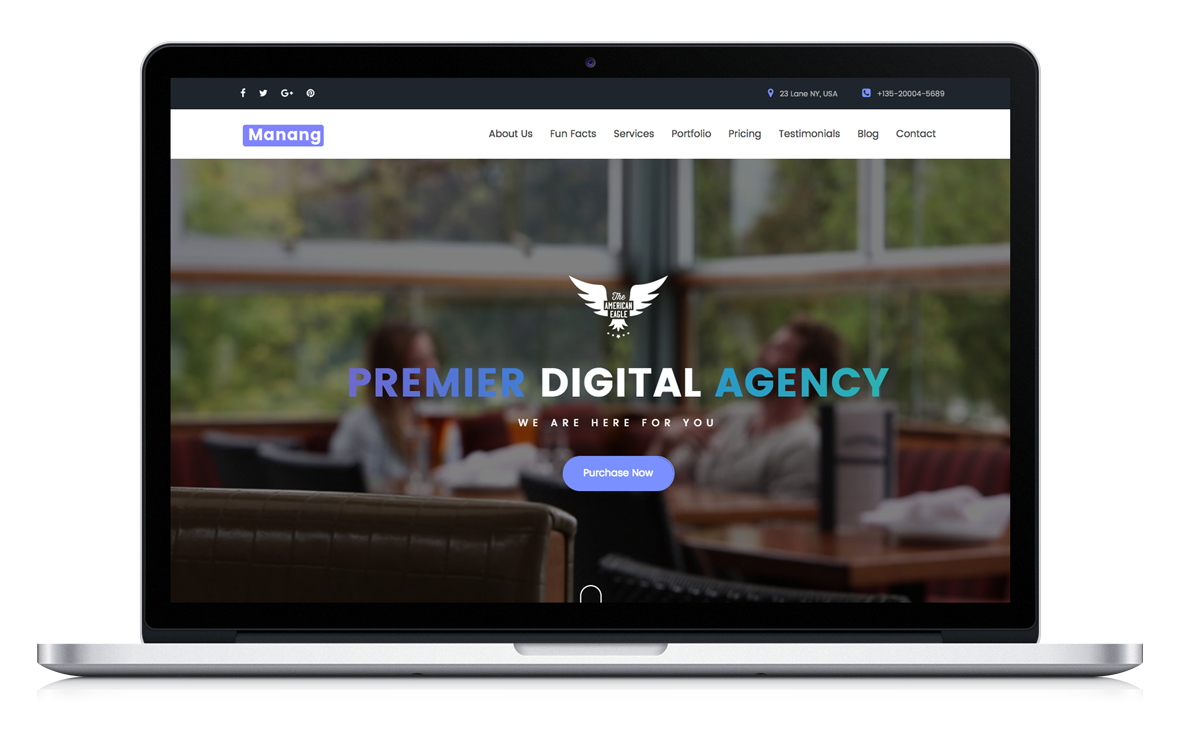 23 Lane NY, USA +135-20004-5689
Manang About Us Fun Facts Services Portfolio Pricing Testimonials Blog Contact
The
AMERICAN
EAGLE
PREMIER DIGITAL AGENCY
WE ARE HERE FOR YOU
Purchase Now